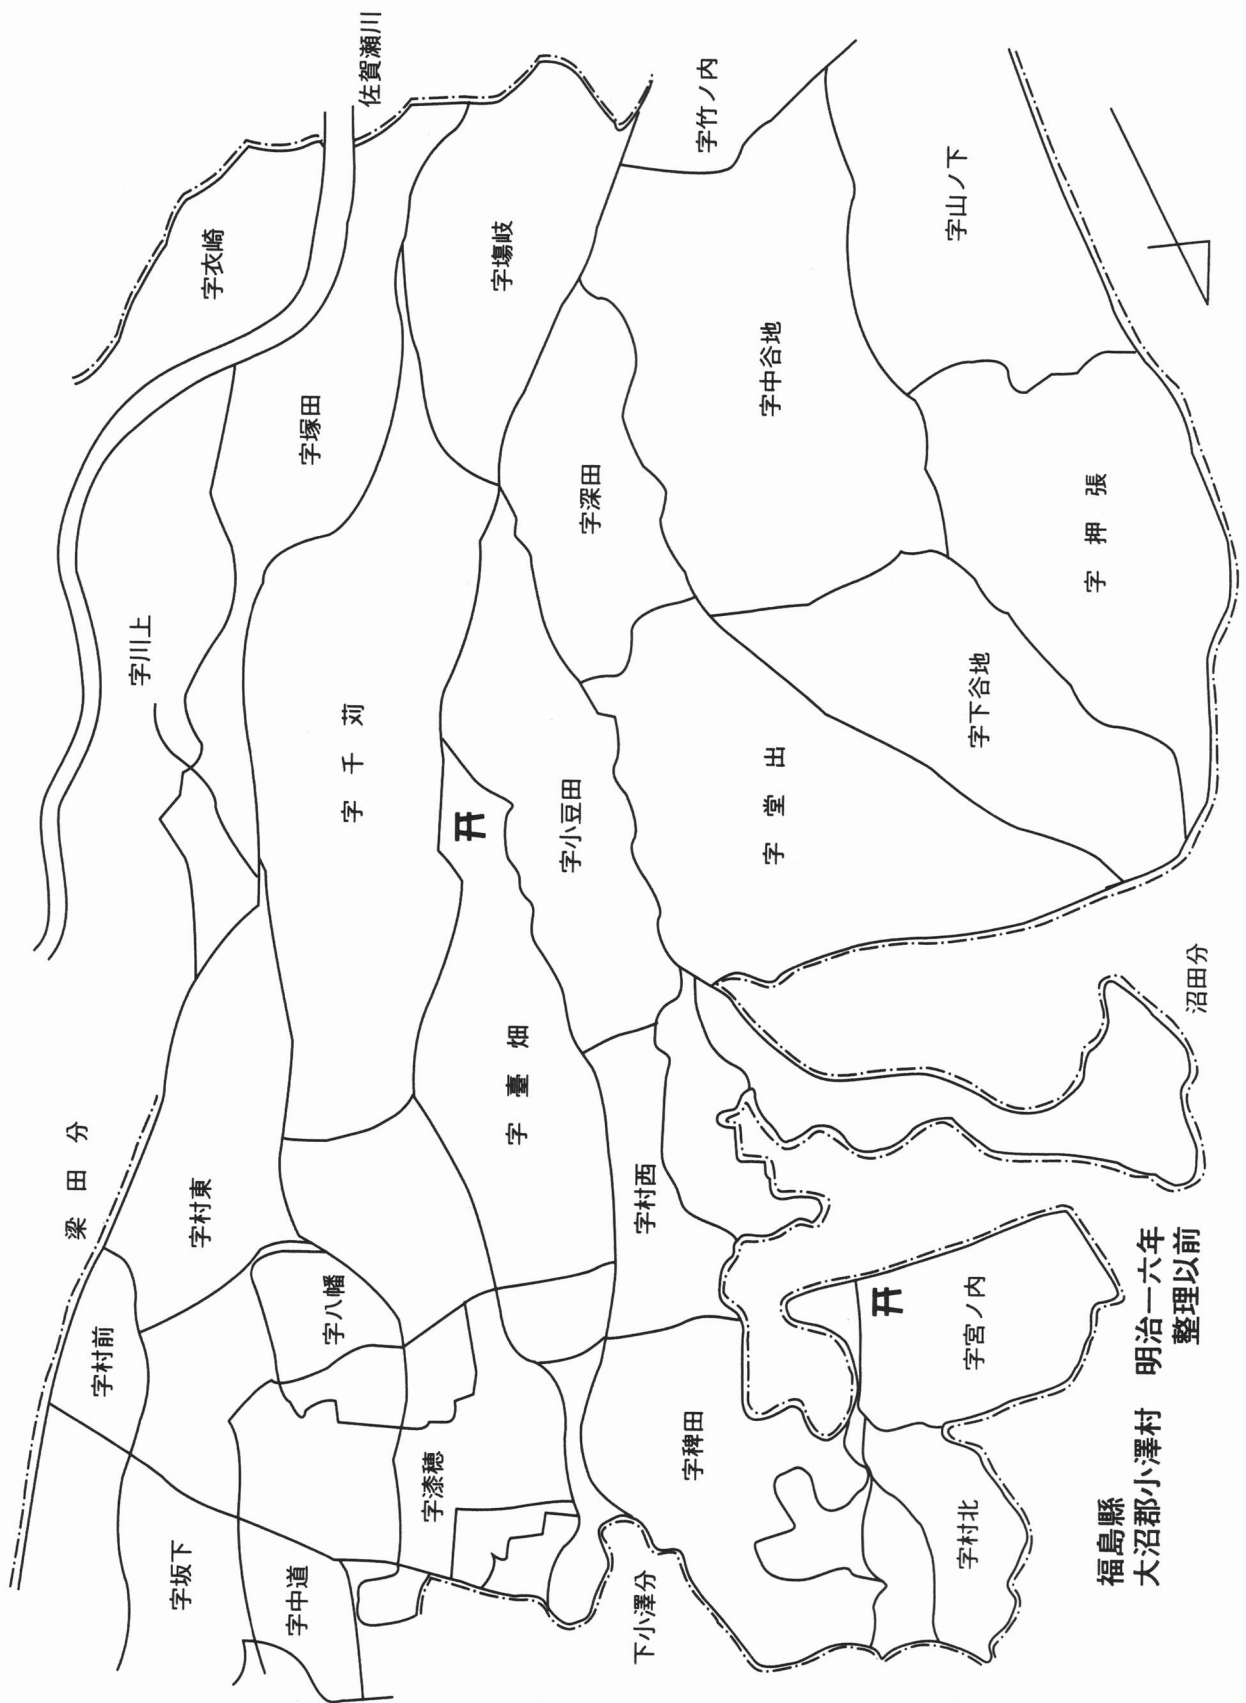 福島縣
大沼郡小澤村　明治一六年
整理以前
佐賀瀬川
字衣崎
字塚田
字川上
字千苅
字塲岐
字竹ノ内
字山ノ下
字中谷地
字深田
字押張
字下谷地
字小豆田
字堂出
字臺畑
梁田分
字村東
字村前
字八幡
字村西
沼田分
字宮ノ内
字稗田
字漆穂
字坂下
字中道
下小澤分
字村北